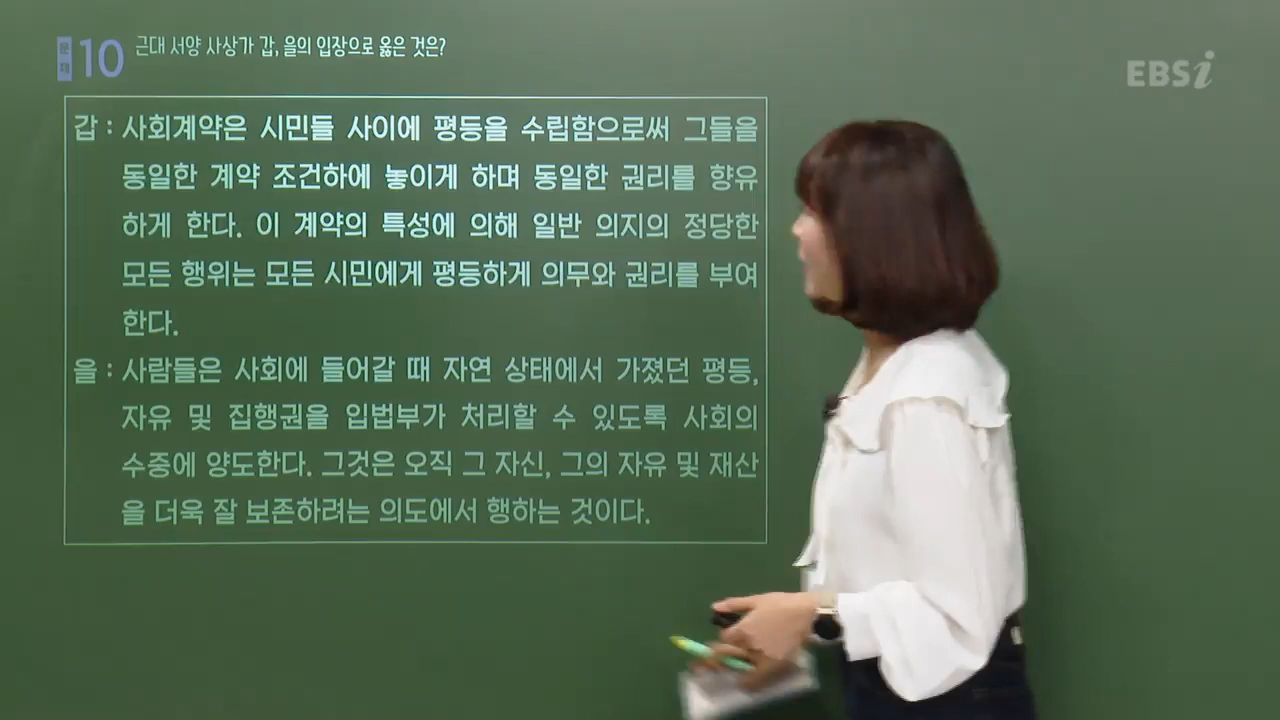 문제 10 근대 서양 사상가 갑, 을의 입장으로 옳은 것은?
EBSi
갑 : 사회계약은 시민들 사이에 평등을 수립함으로써 그들을
동일한 계약 조건하에 놓이게 하며 동일한 권리를 향유
하게 한다. 이 계약의 특성에 의해 일반 의지의 정당한
모든 행위는 모든 시민에게 평등하게 의무와 권리를 부여
한다.
을 : 사람들은 사회에 들어갈 때 자연 상태에서 가졌던 평등,
자유 및 집행권을 입법부가 처리할 수 있도록 사회의
수중에 양도한다. 그것은 오직 그 자신, 그의 자유 및 재산
을 더욱 잘 보존하려는 의도에서 행하는 것이다.